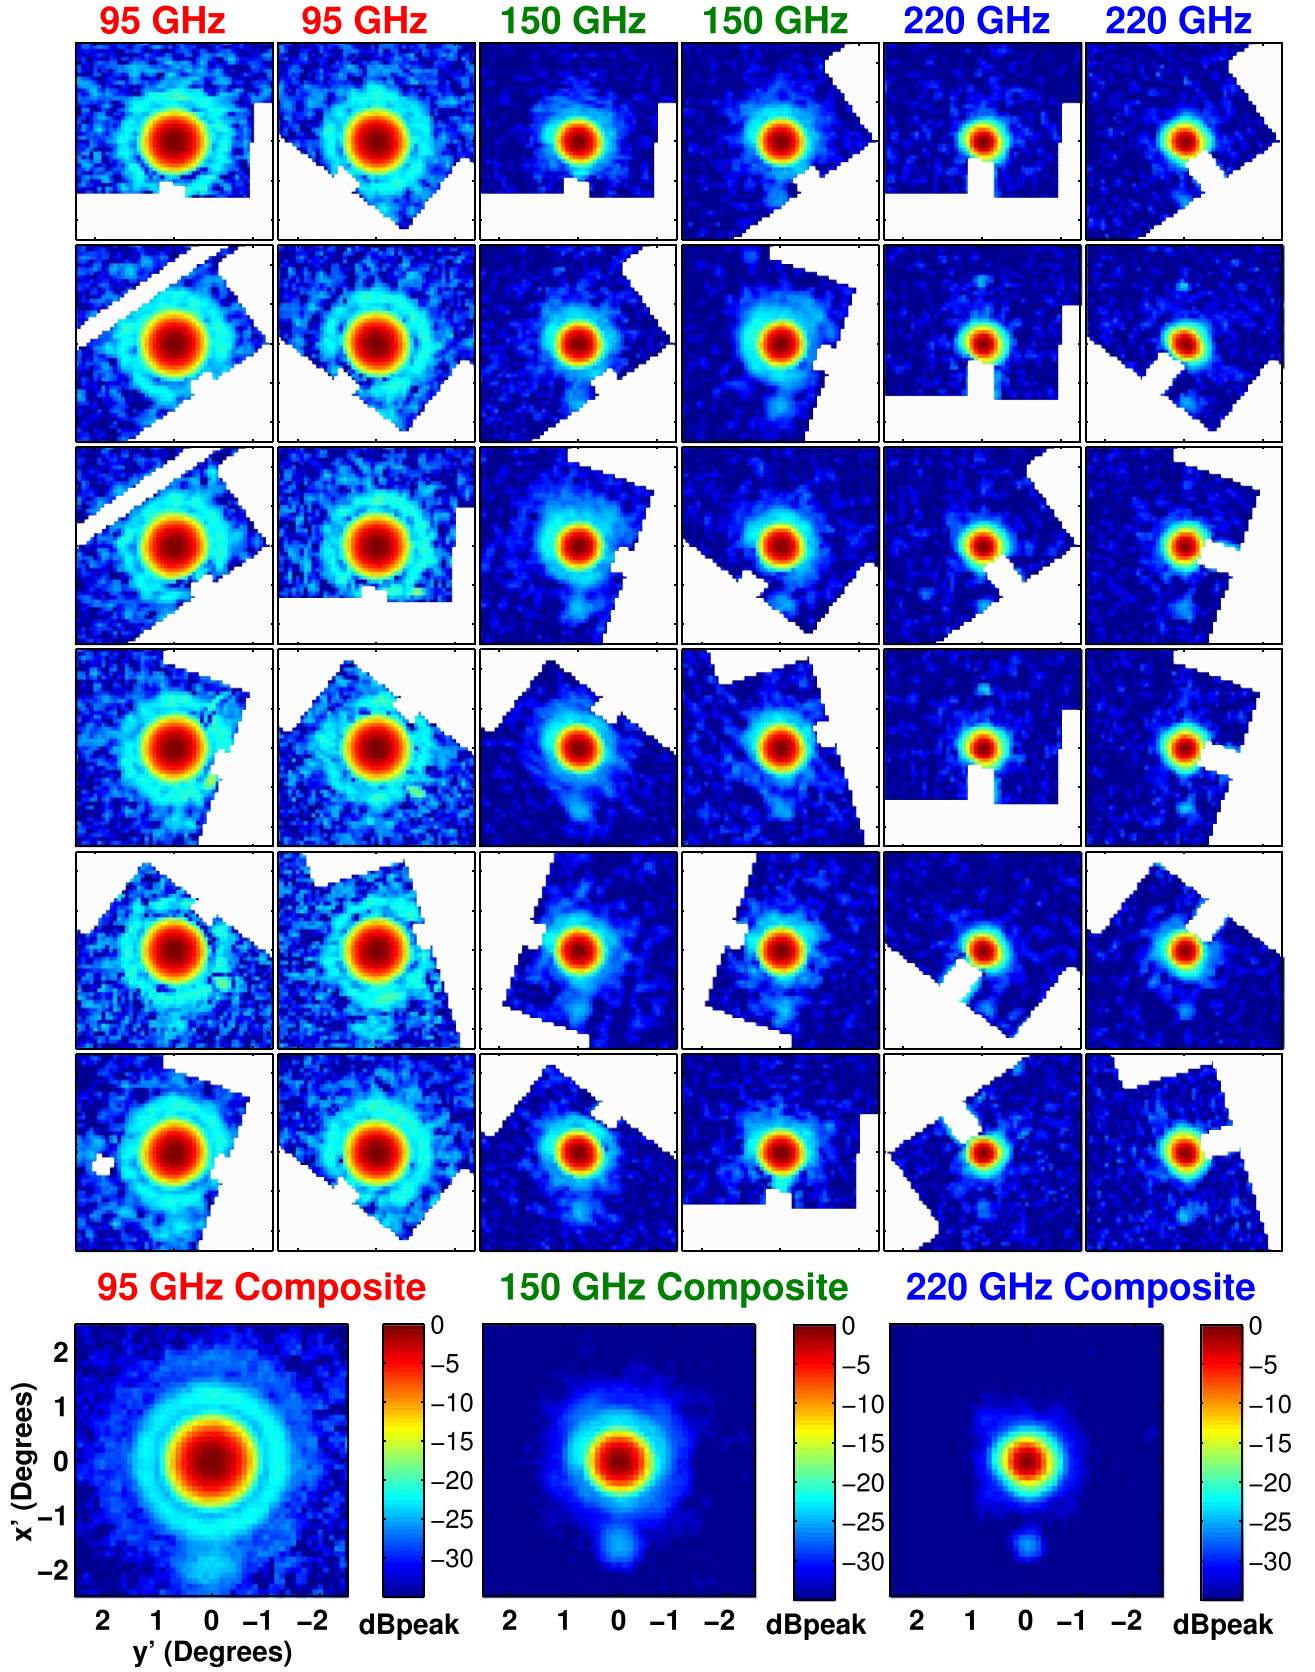 95 GHz 95 GHz 150 GHz 150 GHz 220 GHz 220 GHz
95 GHz Composite 150 GHz Composite 220 GHz Composite
2
1
0
−1
−2
x' (Degrees)
2 1 0 −1 −2
y' (Degrees)
0
−5
−10
−15
−20
−25
−30
dBpeak
2 1 0 −1 −2
0
−5
−10
−15
−20
−25
−30
dBpeak
2 1 0 −1 −2
0
−5
−10
−15
−20
−25
−30
dBpeak